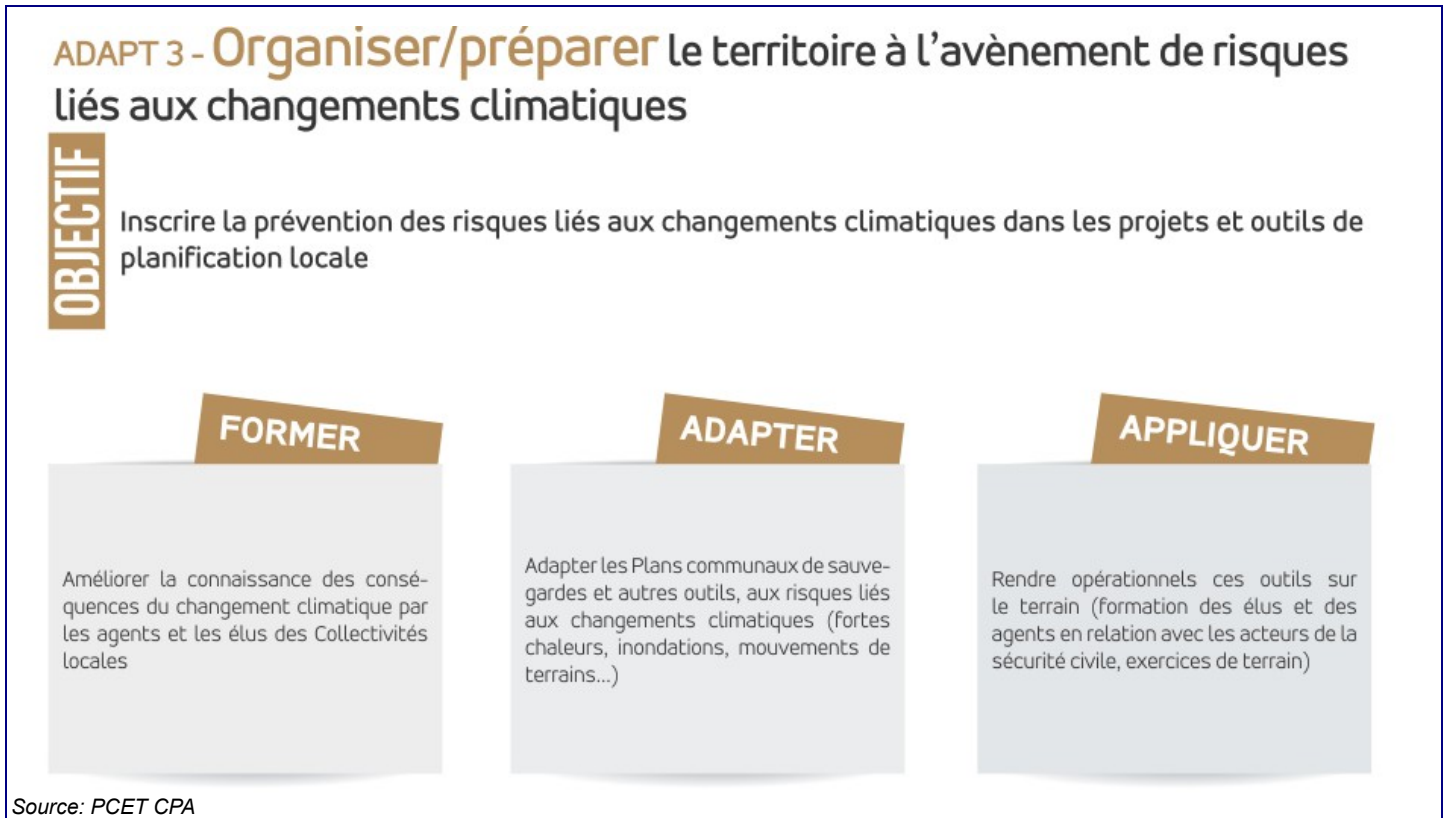 ADAPT 3 - Organiser/préparer le territoire à l'avènement de risques
liés aux changements climatiques
OBJECTIF
Inscrire la prévention des risques liés aux changements climatiques dans les projets et outils de
planification locale
FORMER
Améliorer la connaissance des consé-
quences du changement climatique par
les agents et les élus des Collectivités
locales
ADAPTER
Adapter les Plans communaux de sauve-
gardes et autres outils, aux risques liés
aux changements climatiques (fortes
chaleurs, inondations, mouvements de
terrains...)
APPLIQUER
Rendre opérationnels ces outils sur
le terrain (formation des élus et des
agents en relation avec les acteurs de la
sécurité civile, exercices de terrain)
Source: PCET CPA